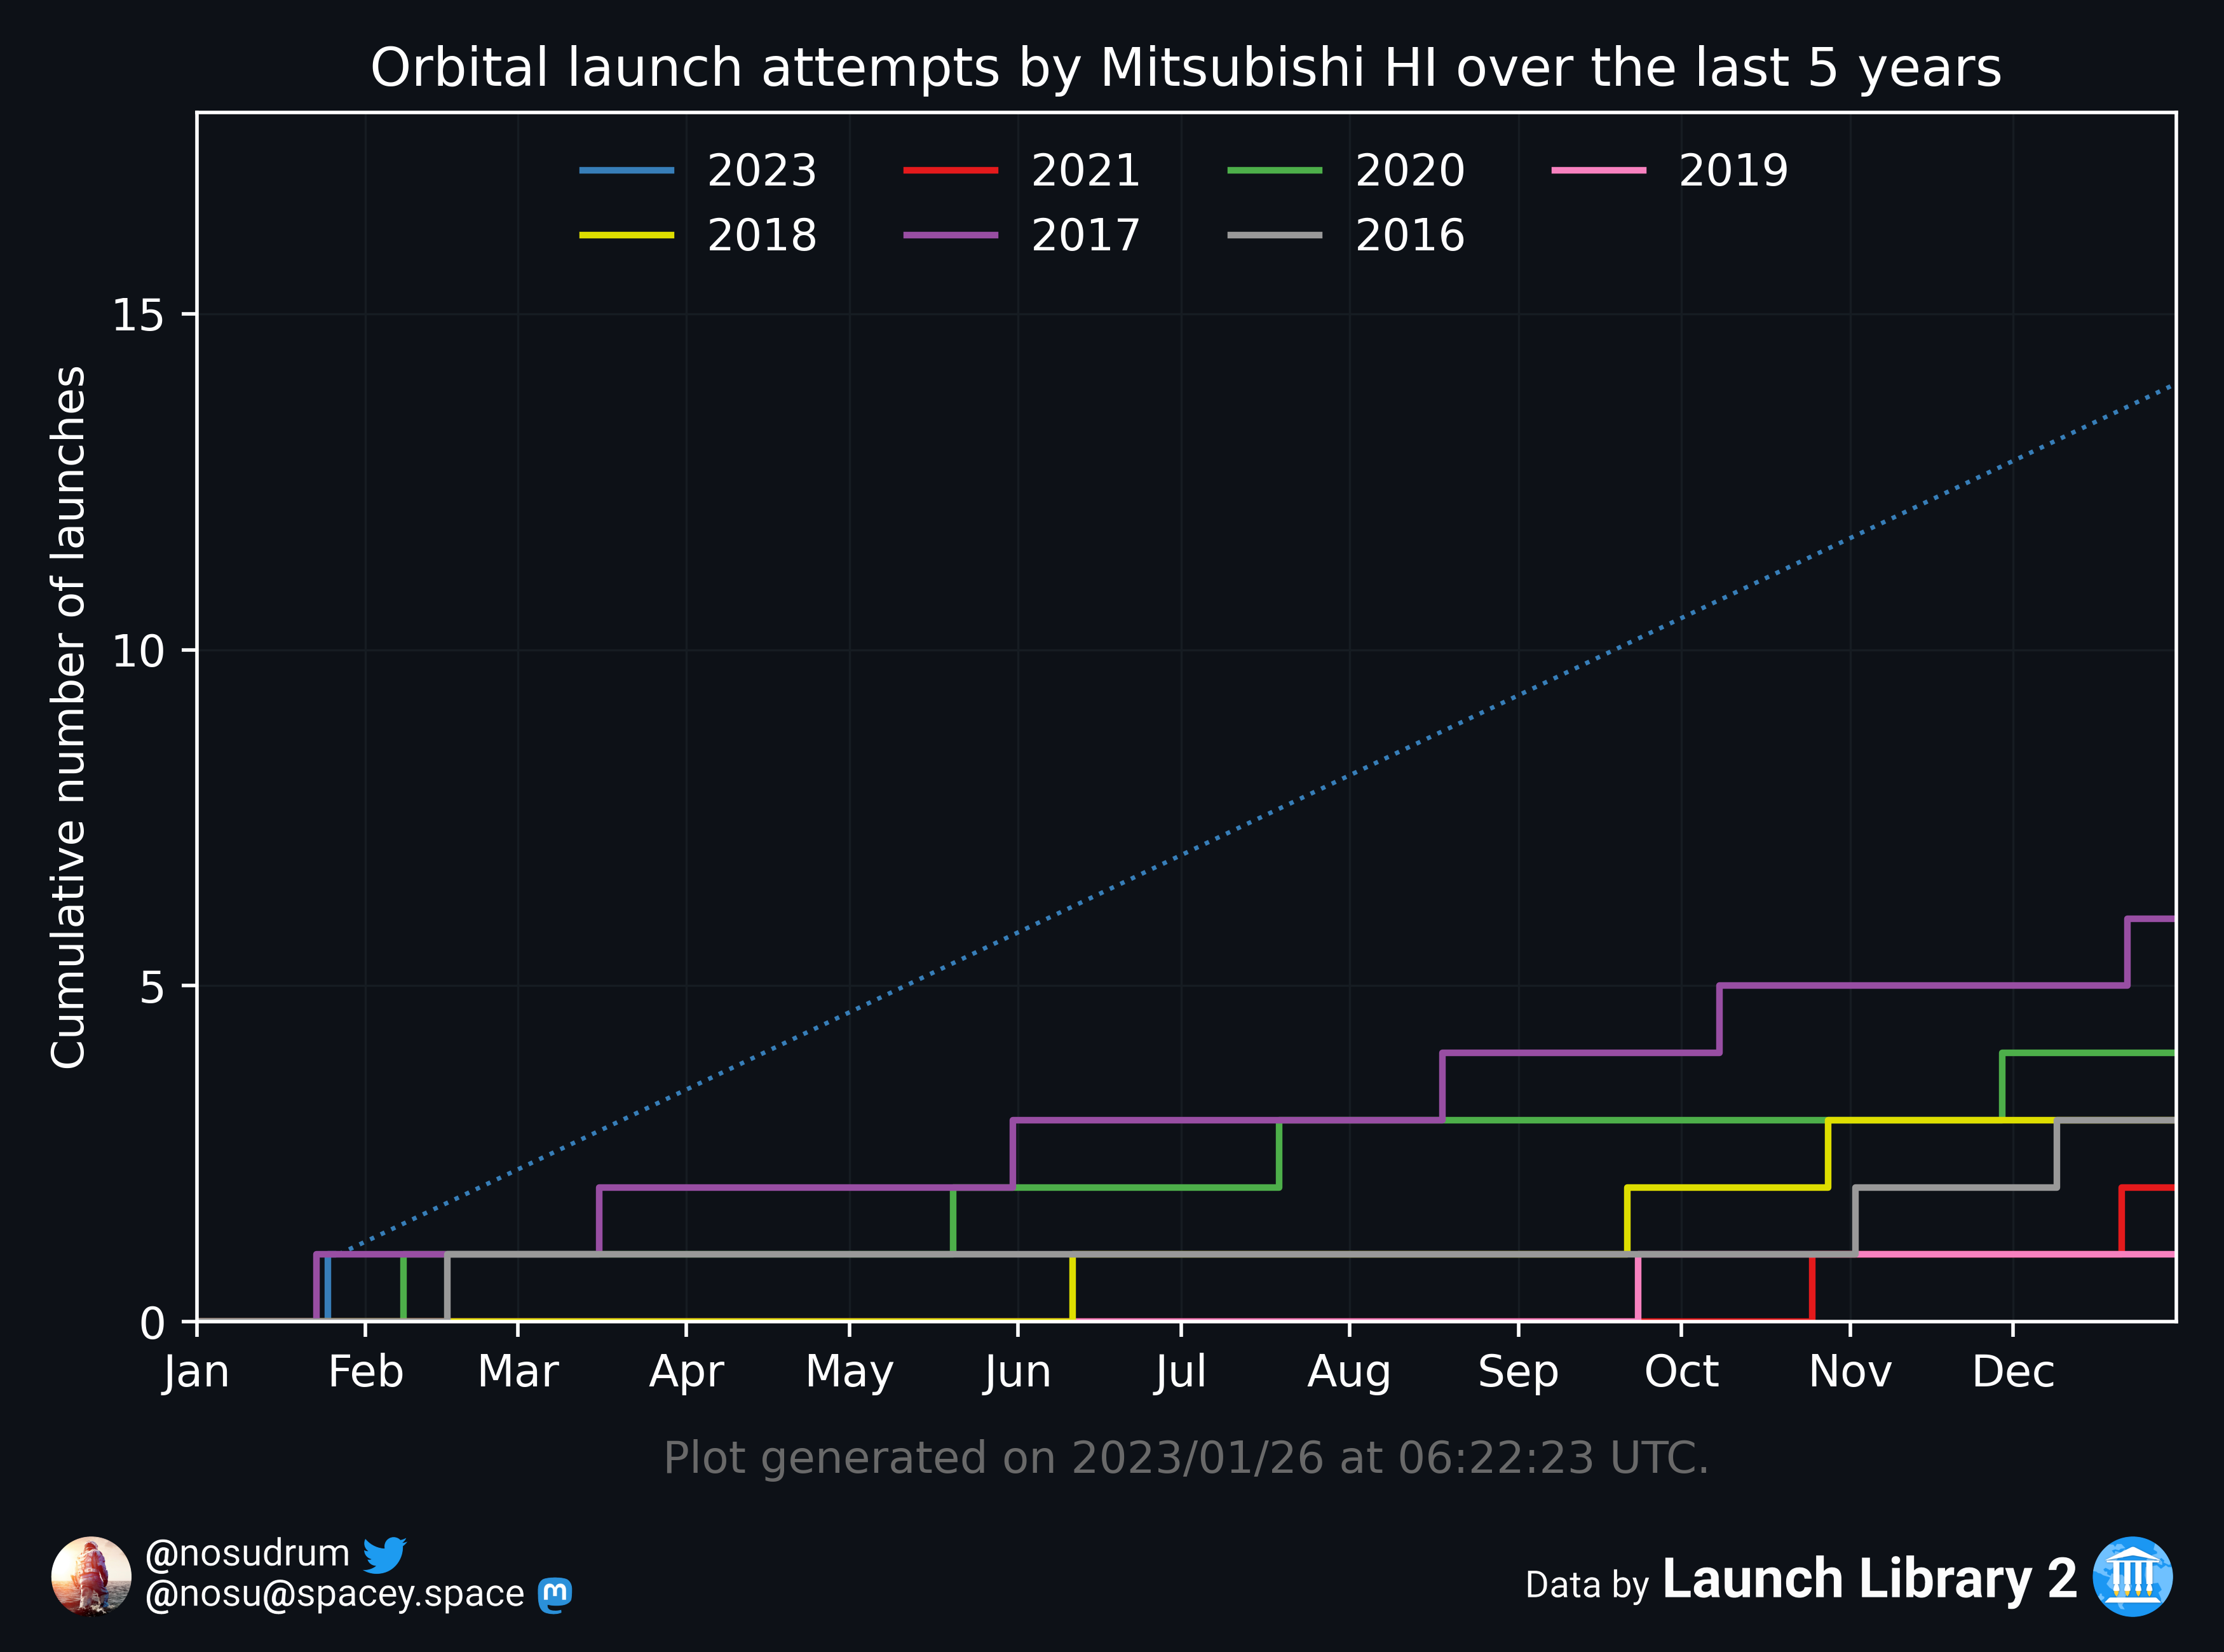 Orbital launch attempts by Mitsubishi HI over the last 5 years
2023 2021 2020 2019
2018 2017 2016
Cumulative number of launches
15
10
5
0
Jan Feb Mar Apr May Jun Jul Aug Sep Oct Nov Dec
Plot generated on 2023/01/26 at 06:22:23 UTC.
@nosudrum
@nosu@spacey.space
Data by Launch Library 2